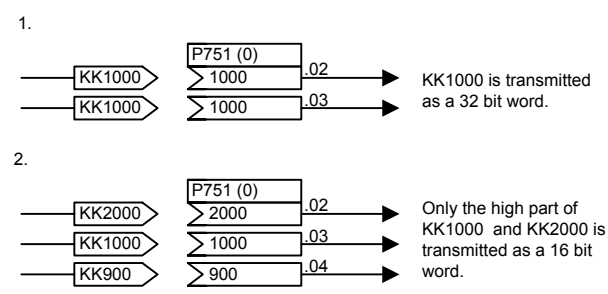 1.
P751 (0)
KK1000 1000 .02
KK1000 1000 .03
KK1000 is transmitted
as a 32 bit word.
2.
P751 (0)
KK2000 2000 .02
KK1000 1000 .03
KK900 900 .04
Only the high part of
KK1000 and KK2000 is
transmitted as a 16 bit
word.